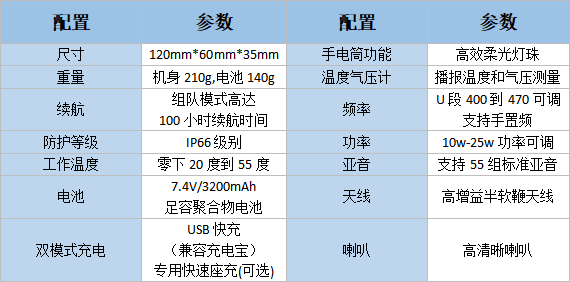 配置 参数 配置 参数
尺寸 120mm*60mm*35mm 手电筒功能 高效柔光灯珠
重量 机身 210g,电池 140g 温度气压计 播报温度和气压测量
续航 组队模式高达
100 小时续航时间 频率 U 段 400 到 470 可调
支持手置频
防护等级 IP66 级别 功率 10w-25w 功率可调
工作温度 零下 20 度到 55 度 亚音 支持 55 组标准亚音
电池 7.4V/3200mAh
足容聚合物电池 天线 高增益半软鞭天线
双模式充电 USB 快充
（兼容充电宝）
专用快速座充(可选) 喇叭 高清晰喇叭